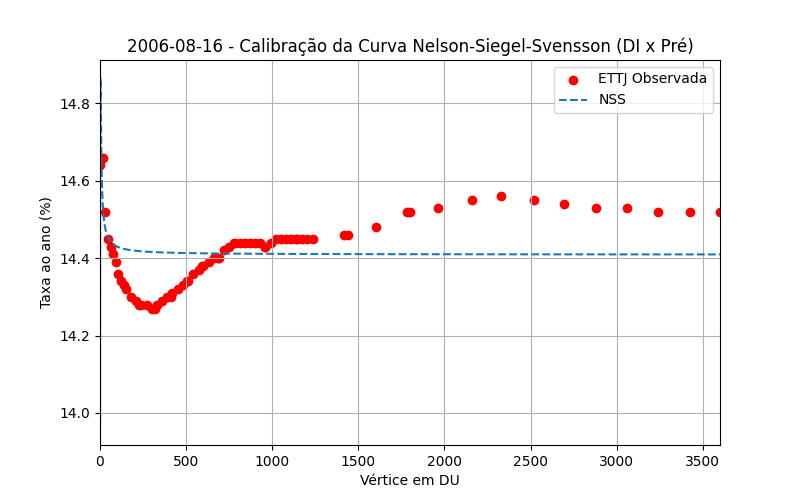 2006-08-16 - Calibração da Curva Nelson-Siegel-Svensson (DI x Pré)
ETTJ Observada
NSS
Taxa ao ano (%)
14.8
14.6
14.4
14.2
14.0
0 500 1000 1500 2000 2500 3000 3500
Vértice em DU